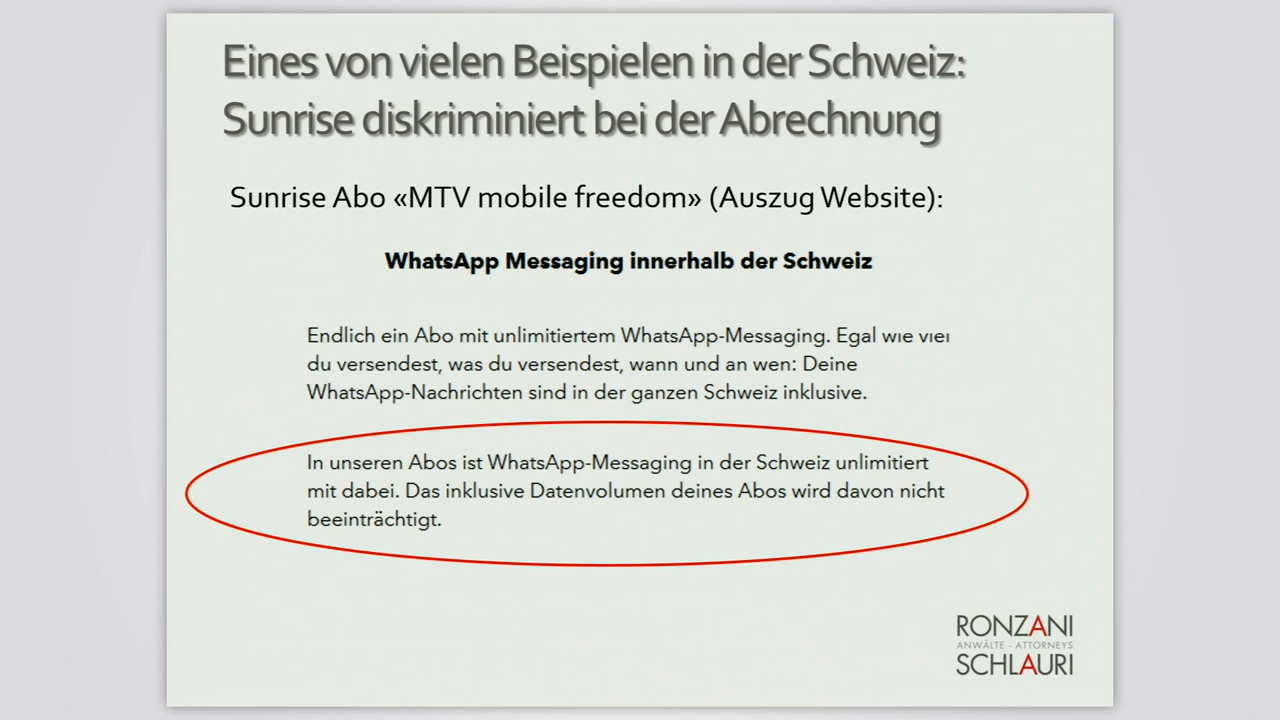 Eines von vielen Beispielen in der Schweiz:
Sunrise diskriminiert bei der Abrechnung
Sunrise Abo «MTV mobile freedom» (Auszug Website):
WhatsApp Messaging innerhalb der Schweiz
Endlich ein Abo mit unlimitiertem WhatsApp-Messaging. Egal wie viel
du versendest, was du versendest, wann und an wen: Deine
WhatsApp-Nachrichten sind in der ganzen Schweiz inklusive.
In unseren Abos ist WhatsApp-Messaging in der Schweiz unlimitiert
mit dabei. Das inklusive Datenvolumen deines Abos wird davon nicht
beeinträchtigt.
RONZANI
ANWÄLTE - ATTORNEYS
SCHLAURI